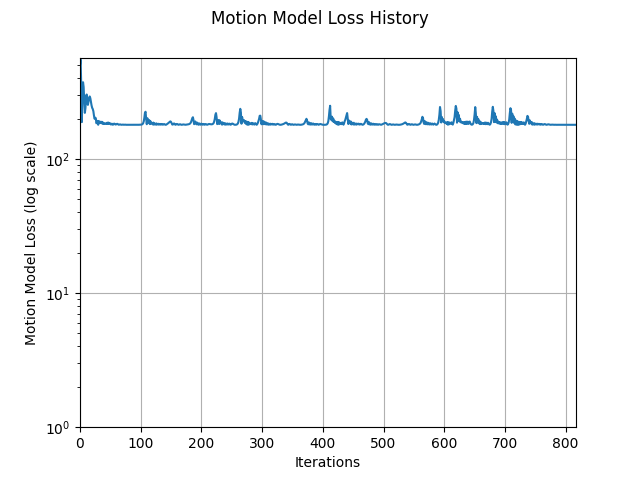 Motion Model Loss History
Motion Model Loss (log scale)
10²
10¹
10⁰
0 100 200 300 400 500 600 700 800
Iterations